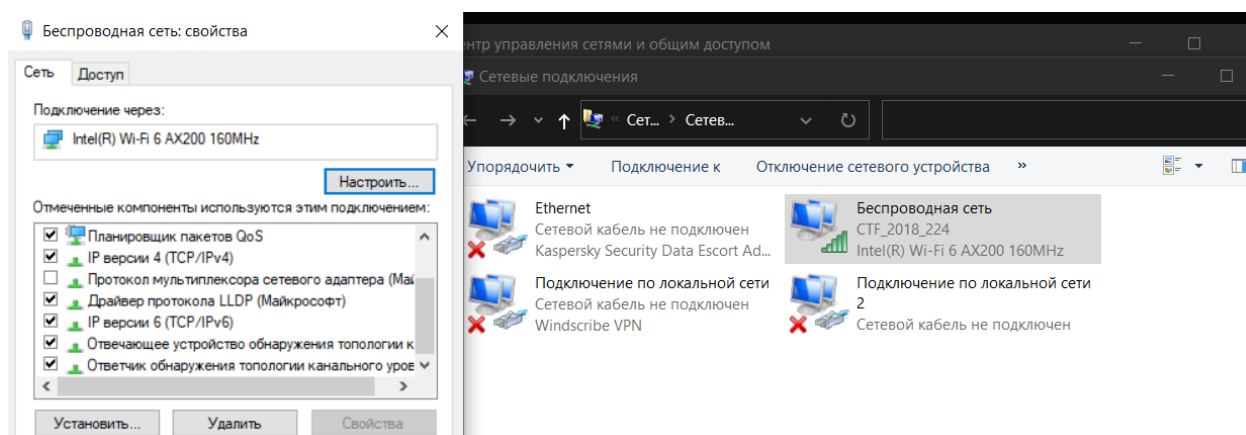 Беспроводная сеть: свойства
Сеть
Доступ
Подключение через:
Intel(R) Wi-Fi 6 AX200 160MHz
Настроить...
Отмеченные компоненты используются этим подключением:
Планировщик пакетов QoS
IP версии 4 (TCP/IPv4)
Протокол мультиплексора сетевого адаптера (Май
Драйвер протокола LLDP (Майкрософт)
IP версии 6 (TCP/IPv6)
Отвечающее устройство обнаружения топологии к
Ответчик обнаружения топологии канального уров
Установить...
Удалить
Свойства
ентр управления сетями и общим доступом
Сетевые подключения
« Сет... > Сетев...
Упорядочить
Подключение к
Отключение сетевого устройства
»
Ethernet
Сетевой кабель не подключен
Kaspersky Security Data Escort Ad...
Беспроводная сеть
CTF_2018_224
Intel(R) Wi-Fi 6 AX200 160MHz
Подключение по локальной сети
Сетевой кабель не подключен
Windscribe VPN
Подключение по локальной сети
2
Сетевой кабель не подключен